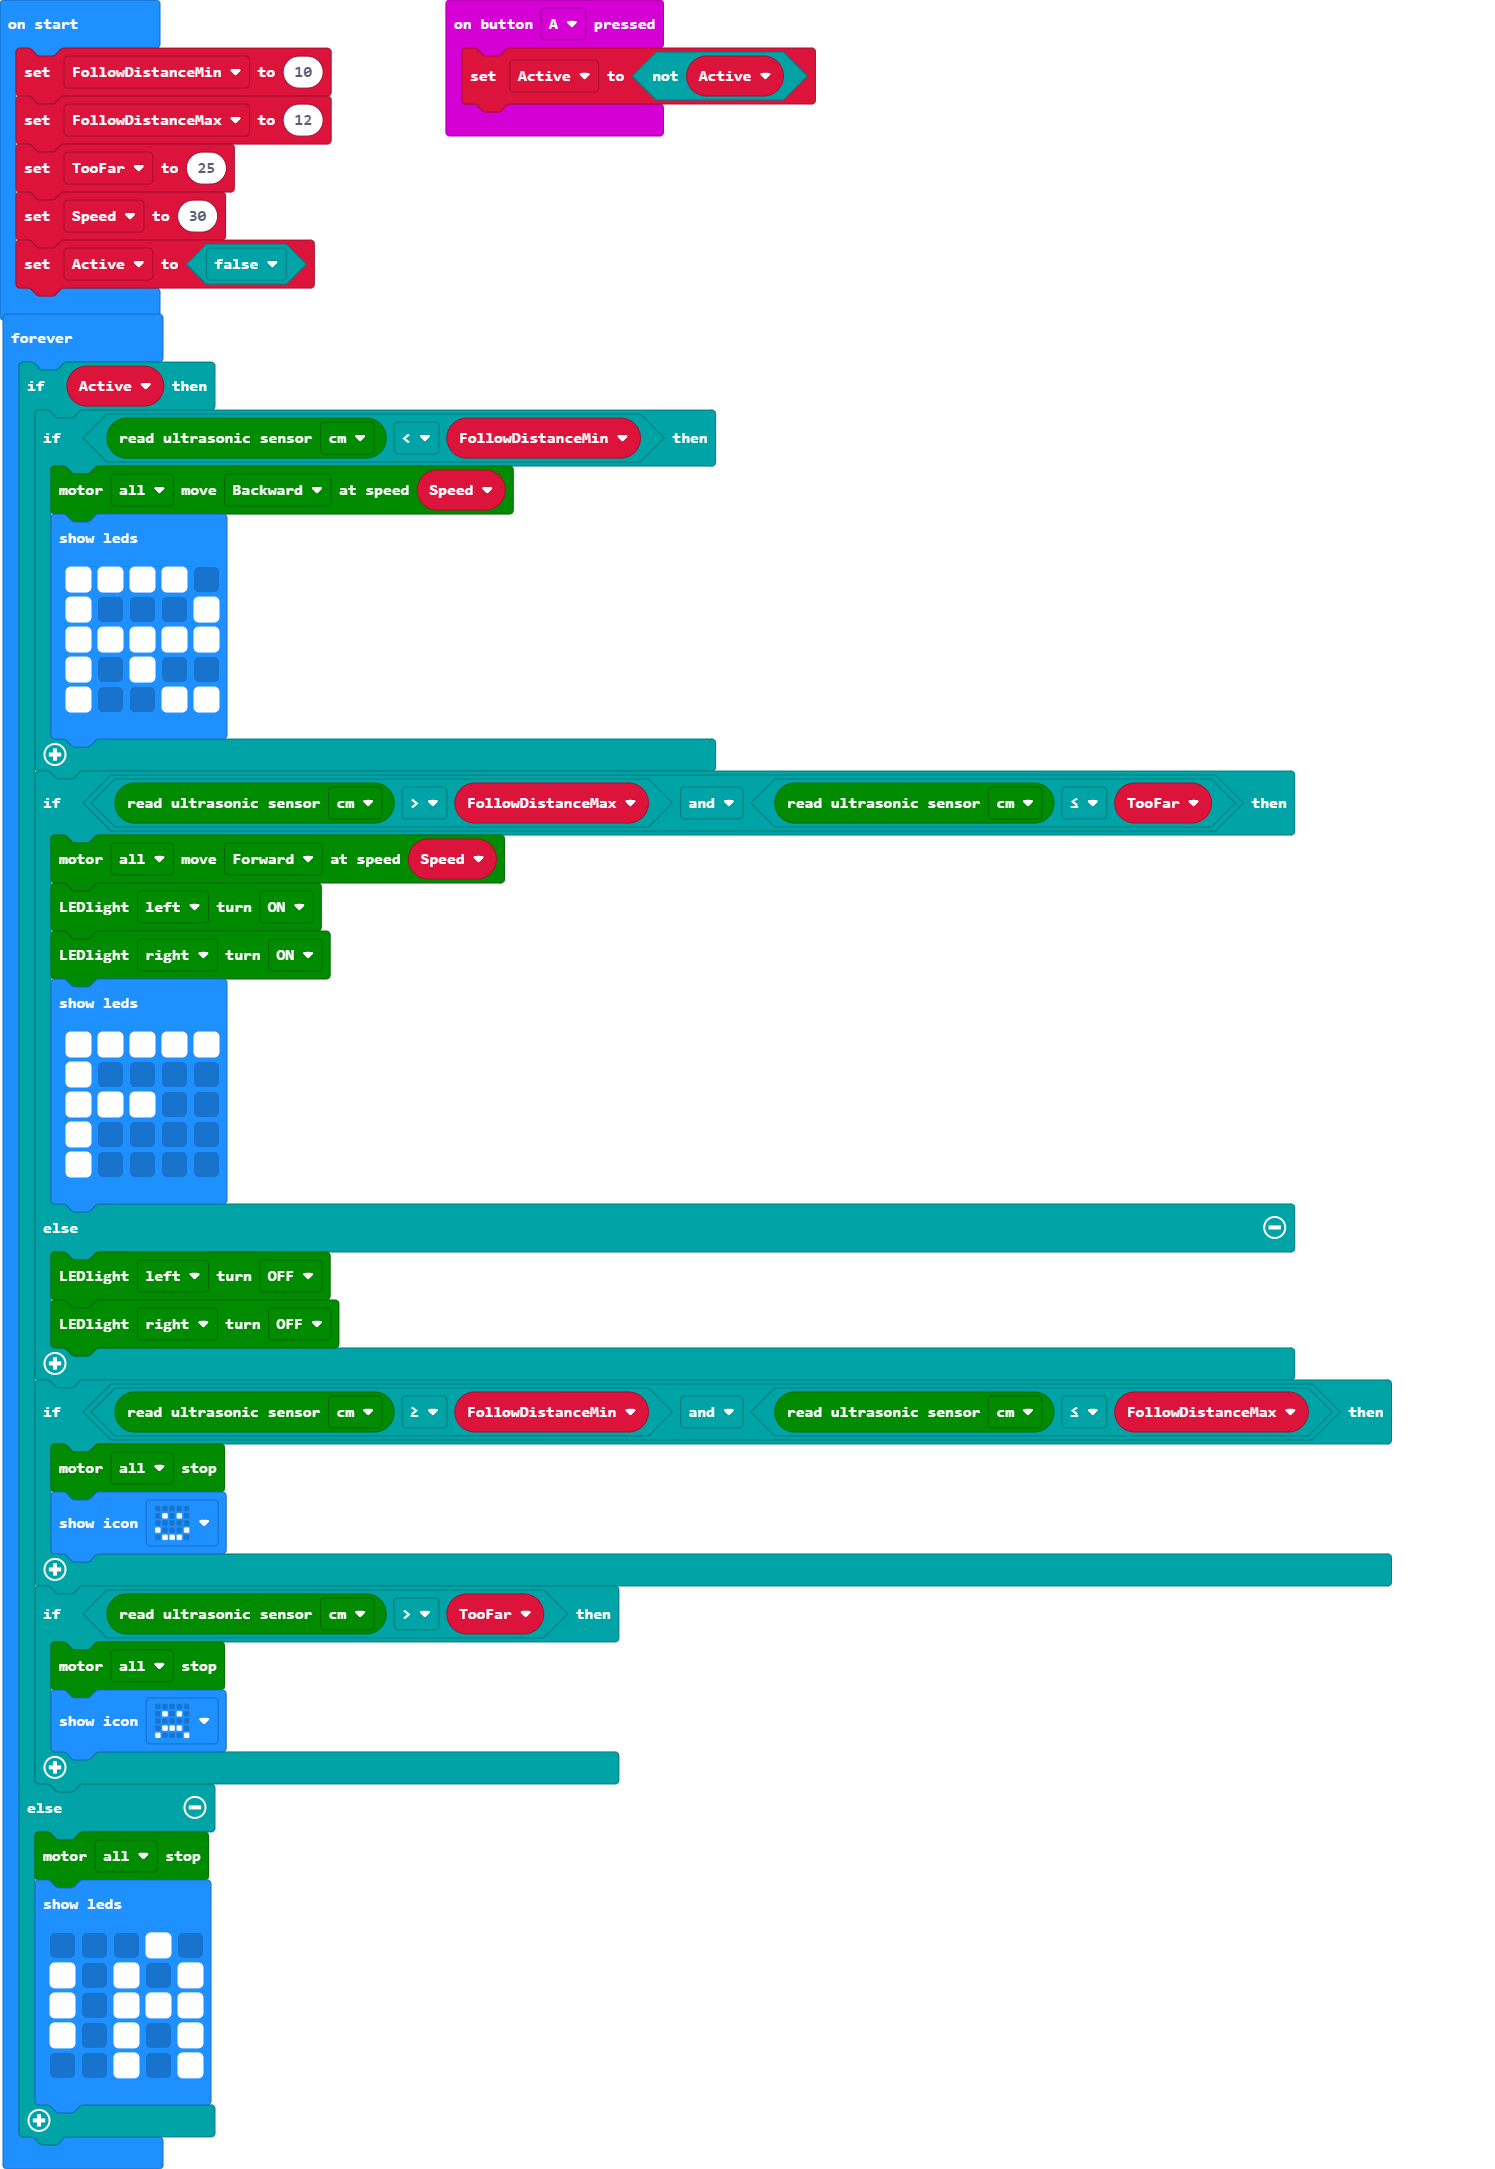 on start
set FollowDistanceMin to 10
set FollowDistanceMax to 12
set TooFar to 25
set Speed to 30
set Active to false
on button A pressed
set Active to not Active
forever
if Active then
if read ultrasonic sensor cm < FollowDistanceMin then
motor all move Backward at speed Speed
show leds
if read ultrasonic sensor cm > FollowDistanceMax and read ultrasonic sensor cm ≤ TooFar then
motor all move Forward at speed Speed
LEDlight left turn ON
LEDlight right turn ON
show leds
else
LEDlight left turn OFF
LEDlight right turn OFF
if read ultrasonic sensor cm ≥ FollowDistanceMin and read ultrasonic sensor cm ≤ FollowDistanceMax then
motor all stop
show icon
if read ultrasonic sensor cm > TooFar then
motor all stop
show icon
else
motor all stop
show leds